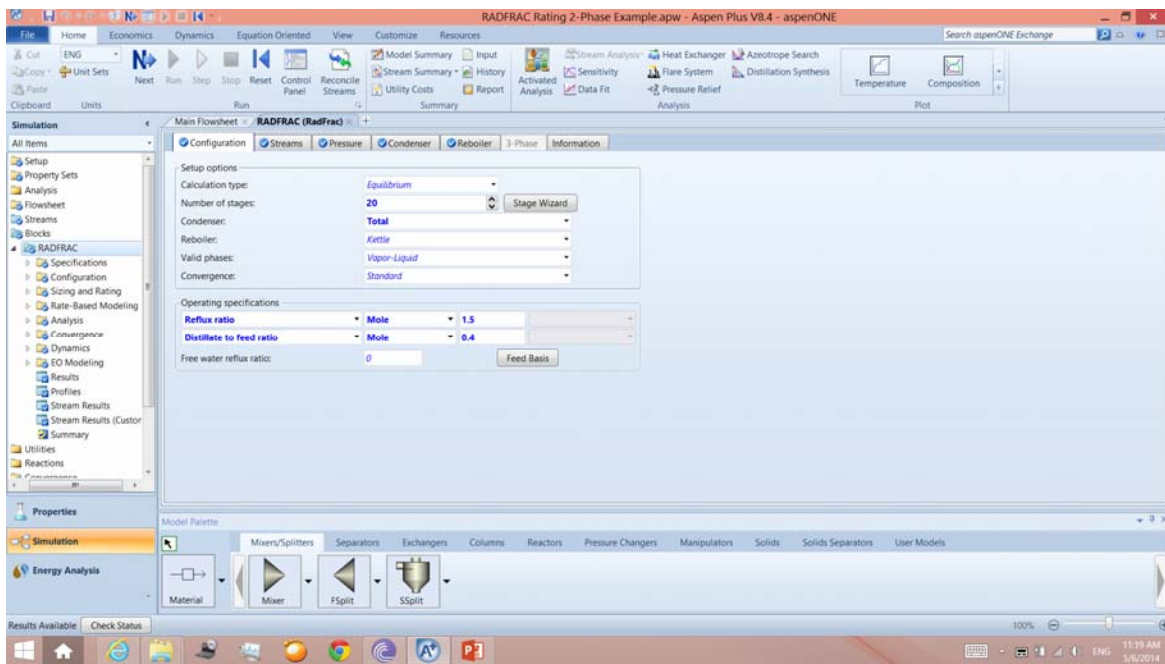 RADFRAC Rating 2-Phase Example.apw - Aspen Plus V8.4 - aspenONE
File Home Economics Dynamics Equation Oriented View Customize Resources Search aspenONE Exchange
Cut ENG
Copy Unit Sets
Paste
Next Run Step Stop Reset Control Panel Reconcile Streams
Model Summary Input
Stream Summary History
Utility Costs Report
Activated Analysis
Stream Analysis Heat Exchanger Azeotrope Search
Sensitivity Flare System Distillation Synthesis
Data Fit Pressure Relief
Temperature Composition
Clipboard Units Run Summary Analysis Plot
Simulation
All Items
Setup
Property Sets
Analysis
Flowsheet
Streams
Blocks
RADFRAC
Specifications
Configuration
Sizing and Rating
Rate-Based Modeling
Analysis
Convergence
Dynamics
EO Modeling
Results
Profiles
Stream Results
Stream Results (Custor
Summary
Utilities
Reactions
Convergence
Properties
Simulation
Energy Analysis
Main Flowsheet RADFRAC (RadFrac) +
Configuration Streams Pressure Condenser Reboiler 3-Phase Information
Setup options
Calculation type: Equilibrium
Number of stages: 20 Stage Wizard
Condenser: Total
Reboiler: Kettle
Valid phases: Vapor-Liquid
Convergence: Standard
Operating specifications
Reflux ratio Mole 1.5
Distillate to feed ratio Mole 0.4
Free water reflux ratio: 0 Feed Basis
Model Palette
Mixers/Splitters Separators Exchangers Columns Reactors Pressure Changers Manipulators Solids Solids Separators User Models
Material Mixer FSplit SSplit
Results Available Check Status 100%
ENG 11:19 AM
5/6/2014